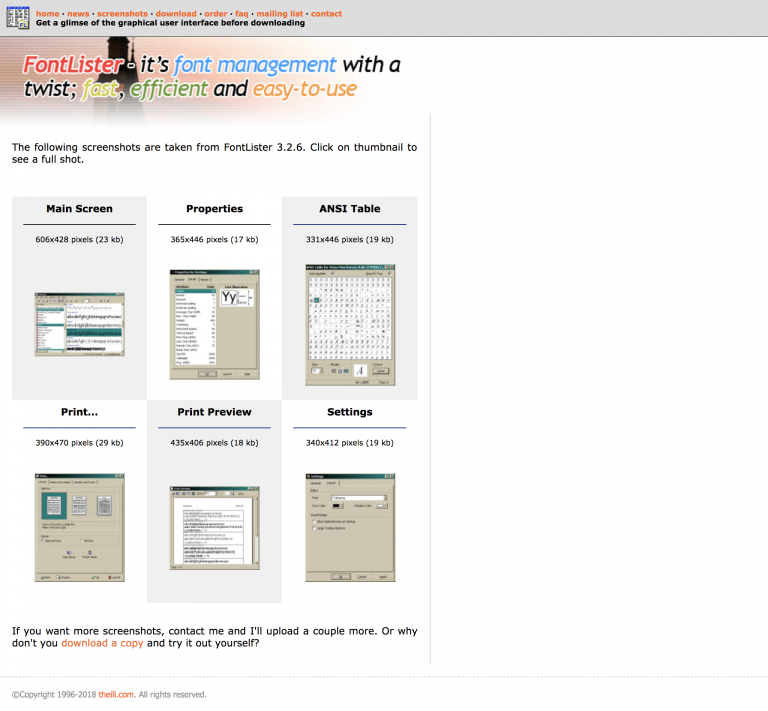 home · news · screenshots · download · order · faq · mailing list · contact
Get a glimse of the graphical user interface before downloading
FontLister - it's font management with a
twist; fast, efficient and easy-to-use
The following screenshots are taken from FontLister 3.2.6. Click on thumbnail to
see a full shot.
Main Screen
Properties
ANSI Table
606x428 pixels (23 kb)
365x446 pixels (17 kb)
331x446 pixels (19 kb)
Print...
Print Preview
Settings
390x470 pixels (29 kb)
435x406 pixels (18 kb)
340x412 pixels (19 kb)
If you want more screenshots, contact me and I'll upload a couple more. Or why
don't you download a copy and try it out yourself?
©Copyright 1996-2018 theill.com. All rights reserved.